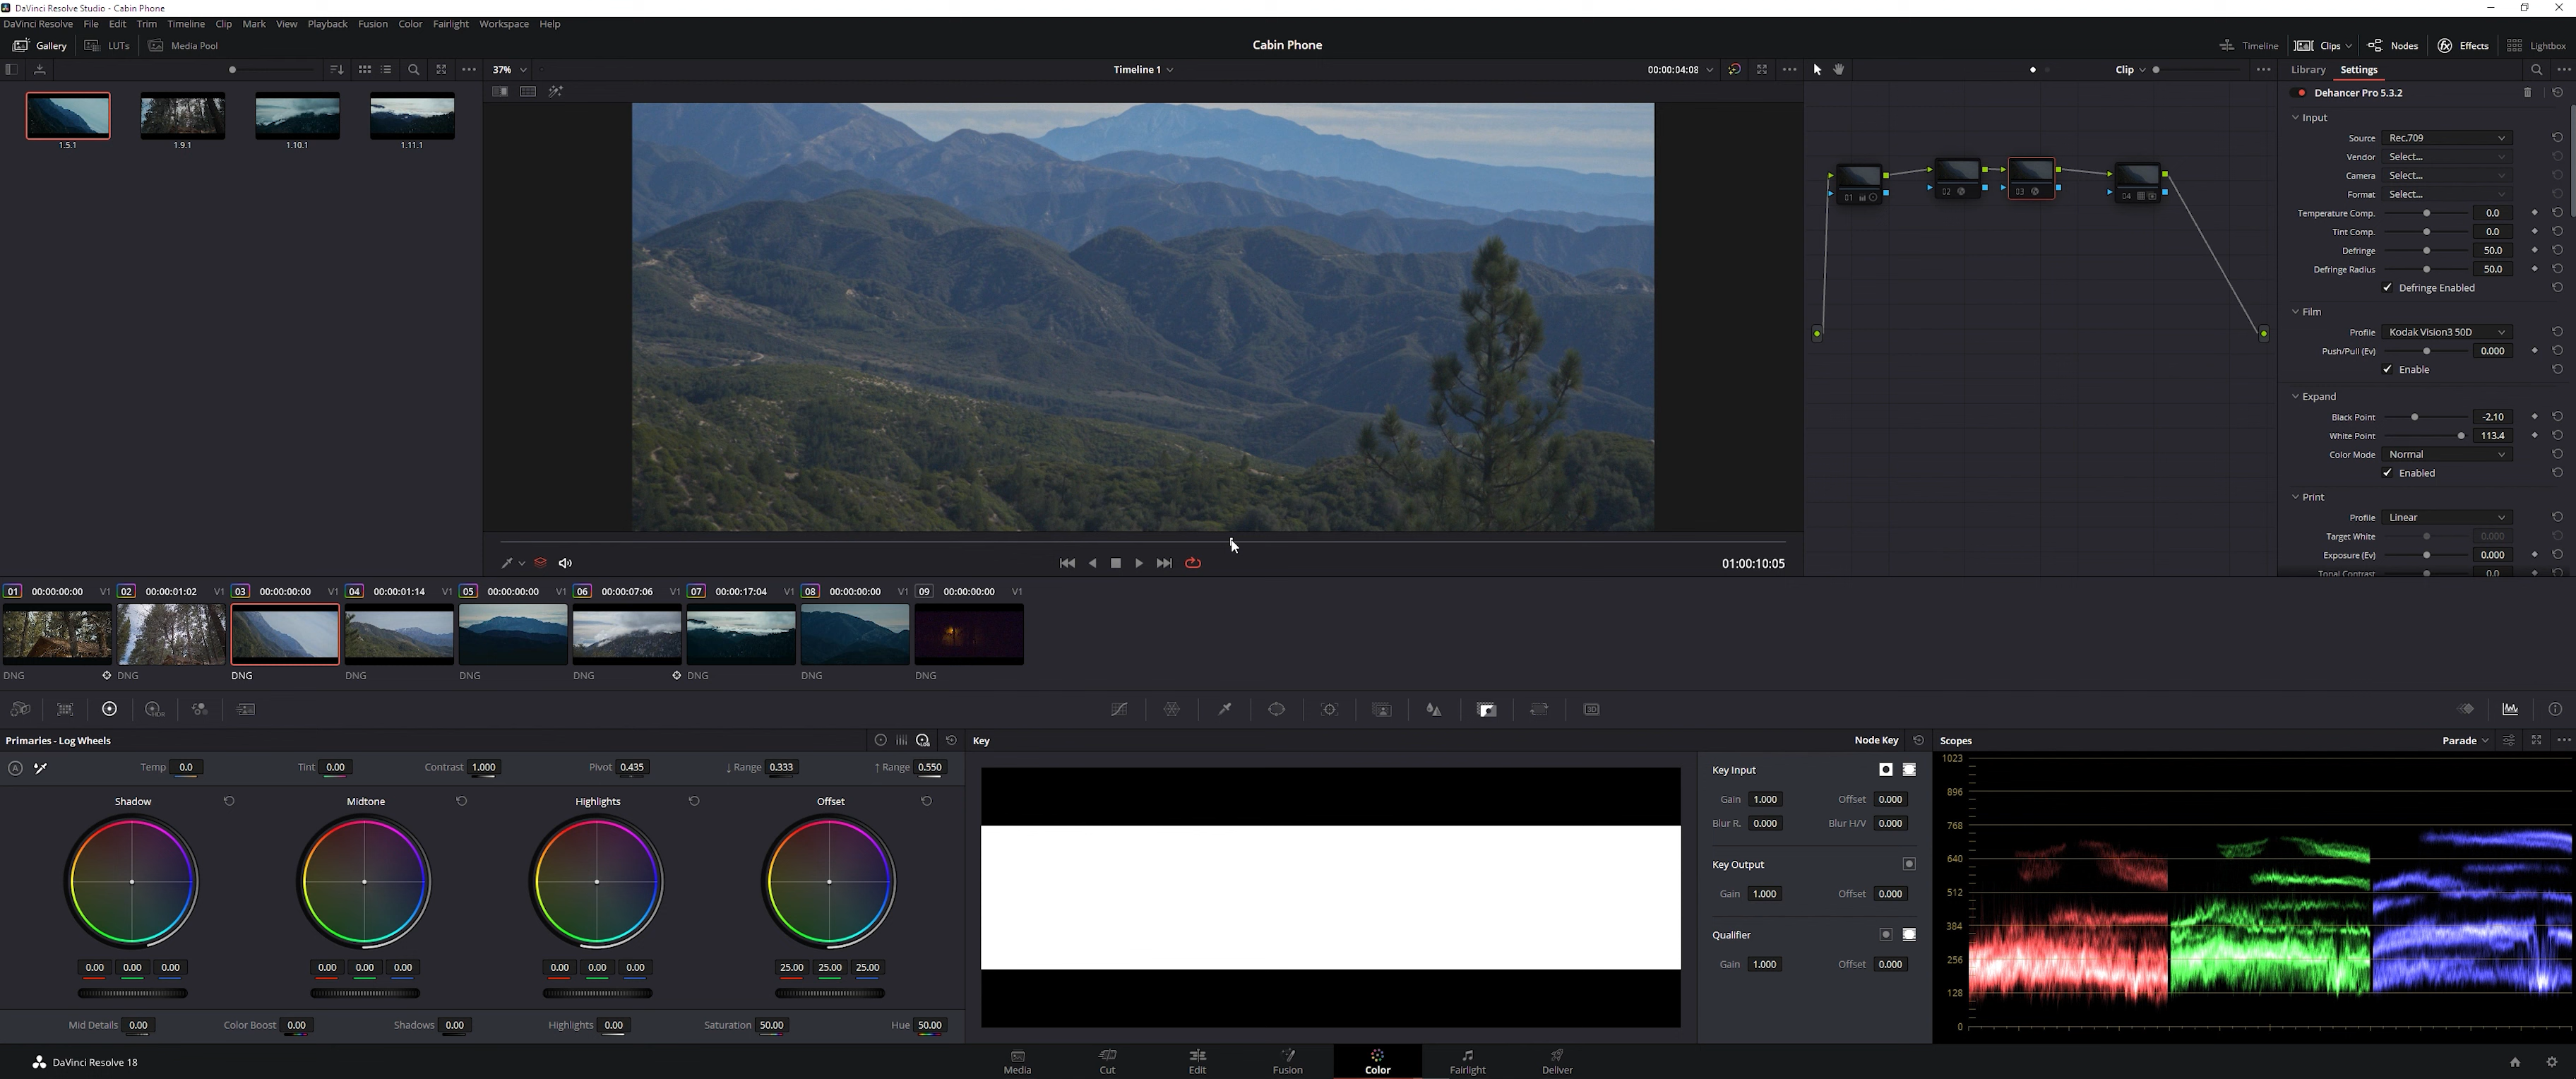 DaVinci Resolve Studio - Cabin Phone
DaVinci Resolve File Edit Trim Timeline Clip Mark View Playback Fusion Color Fairlight Workspace Help
Gallery LUTs Media Pool Cabin Phone Timeline Clips Nodes Effects Lightbox
37% Timeline 1 00:00:04:08 Clip Library Settings
1.5.1 1.9.1 1.10.1 1.11.1
01 02 03 04
Dehancer Pro 5.3.2
Input
Source Rec.709
Vendor Select...
Camera Select...
Format Select...
Temperature Comp. 0.0
Tint Comp. 0.0
Defringe 50.0
Defringe Radius 50.0
Defringe Enabled
Film
Profile Kodak Vision3 50D
Push/Pull (Ev) 0.000
Enable
Expand
Black Point -2.10
White Point 113.4
Color Mode Normal
Enabled
Print
Profile Linear
Target White 0.000
Exposure (Ev) 0.000
Tonal Contrast 0.0
01:00:10:05
01 00:00:00:00 V1 02 00:00:01:02 V1 03 00:00:00:00 V1 04 00:00:01:14 V1 05 00:00:00:00 V1 06 00:00:07:06 V1 07 00:00:17:04 V1 08 00:00:00:00 V1 09 00:00:00:00 V1
DNG DNG DNG DNG DNG DNG DNG DNG DNG
HDR 3D
Primaries - Log Wheels LOG
A Temp 0.0 Tint 0.00 Contrast 1.000 Pivot 0.435 ↓ Range 0.333 ↑ Range 0.550
Shadow Midtone Highlights Offset
0.00 0.00 0.00 0.00 0.00 0.00 0.00 0.00 0.00 25.00 25.00 25.00
Mid Details 0.00 Color Boost 0.00 Shadows 0.00 Highlights 0.00 Saturation 50.00 Hue 50.00
Key Node Key
Key Input
Gain 1.000 Offset 0.000
Blur R. 0.000 Blur H/V 0.000
Key Output
Gain 1.000 Offset 0.000
Qualifier
Gain 1.000 Offset 0.000
Scopes Parade
1023
896
768
640
512
384
256
128
0
DaVinci Resolve 18 Media Cut Edit Fusion Color Fairlight Deliver